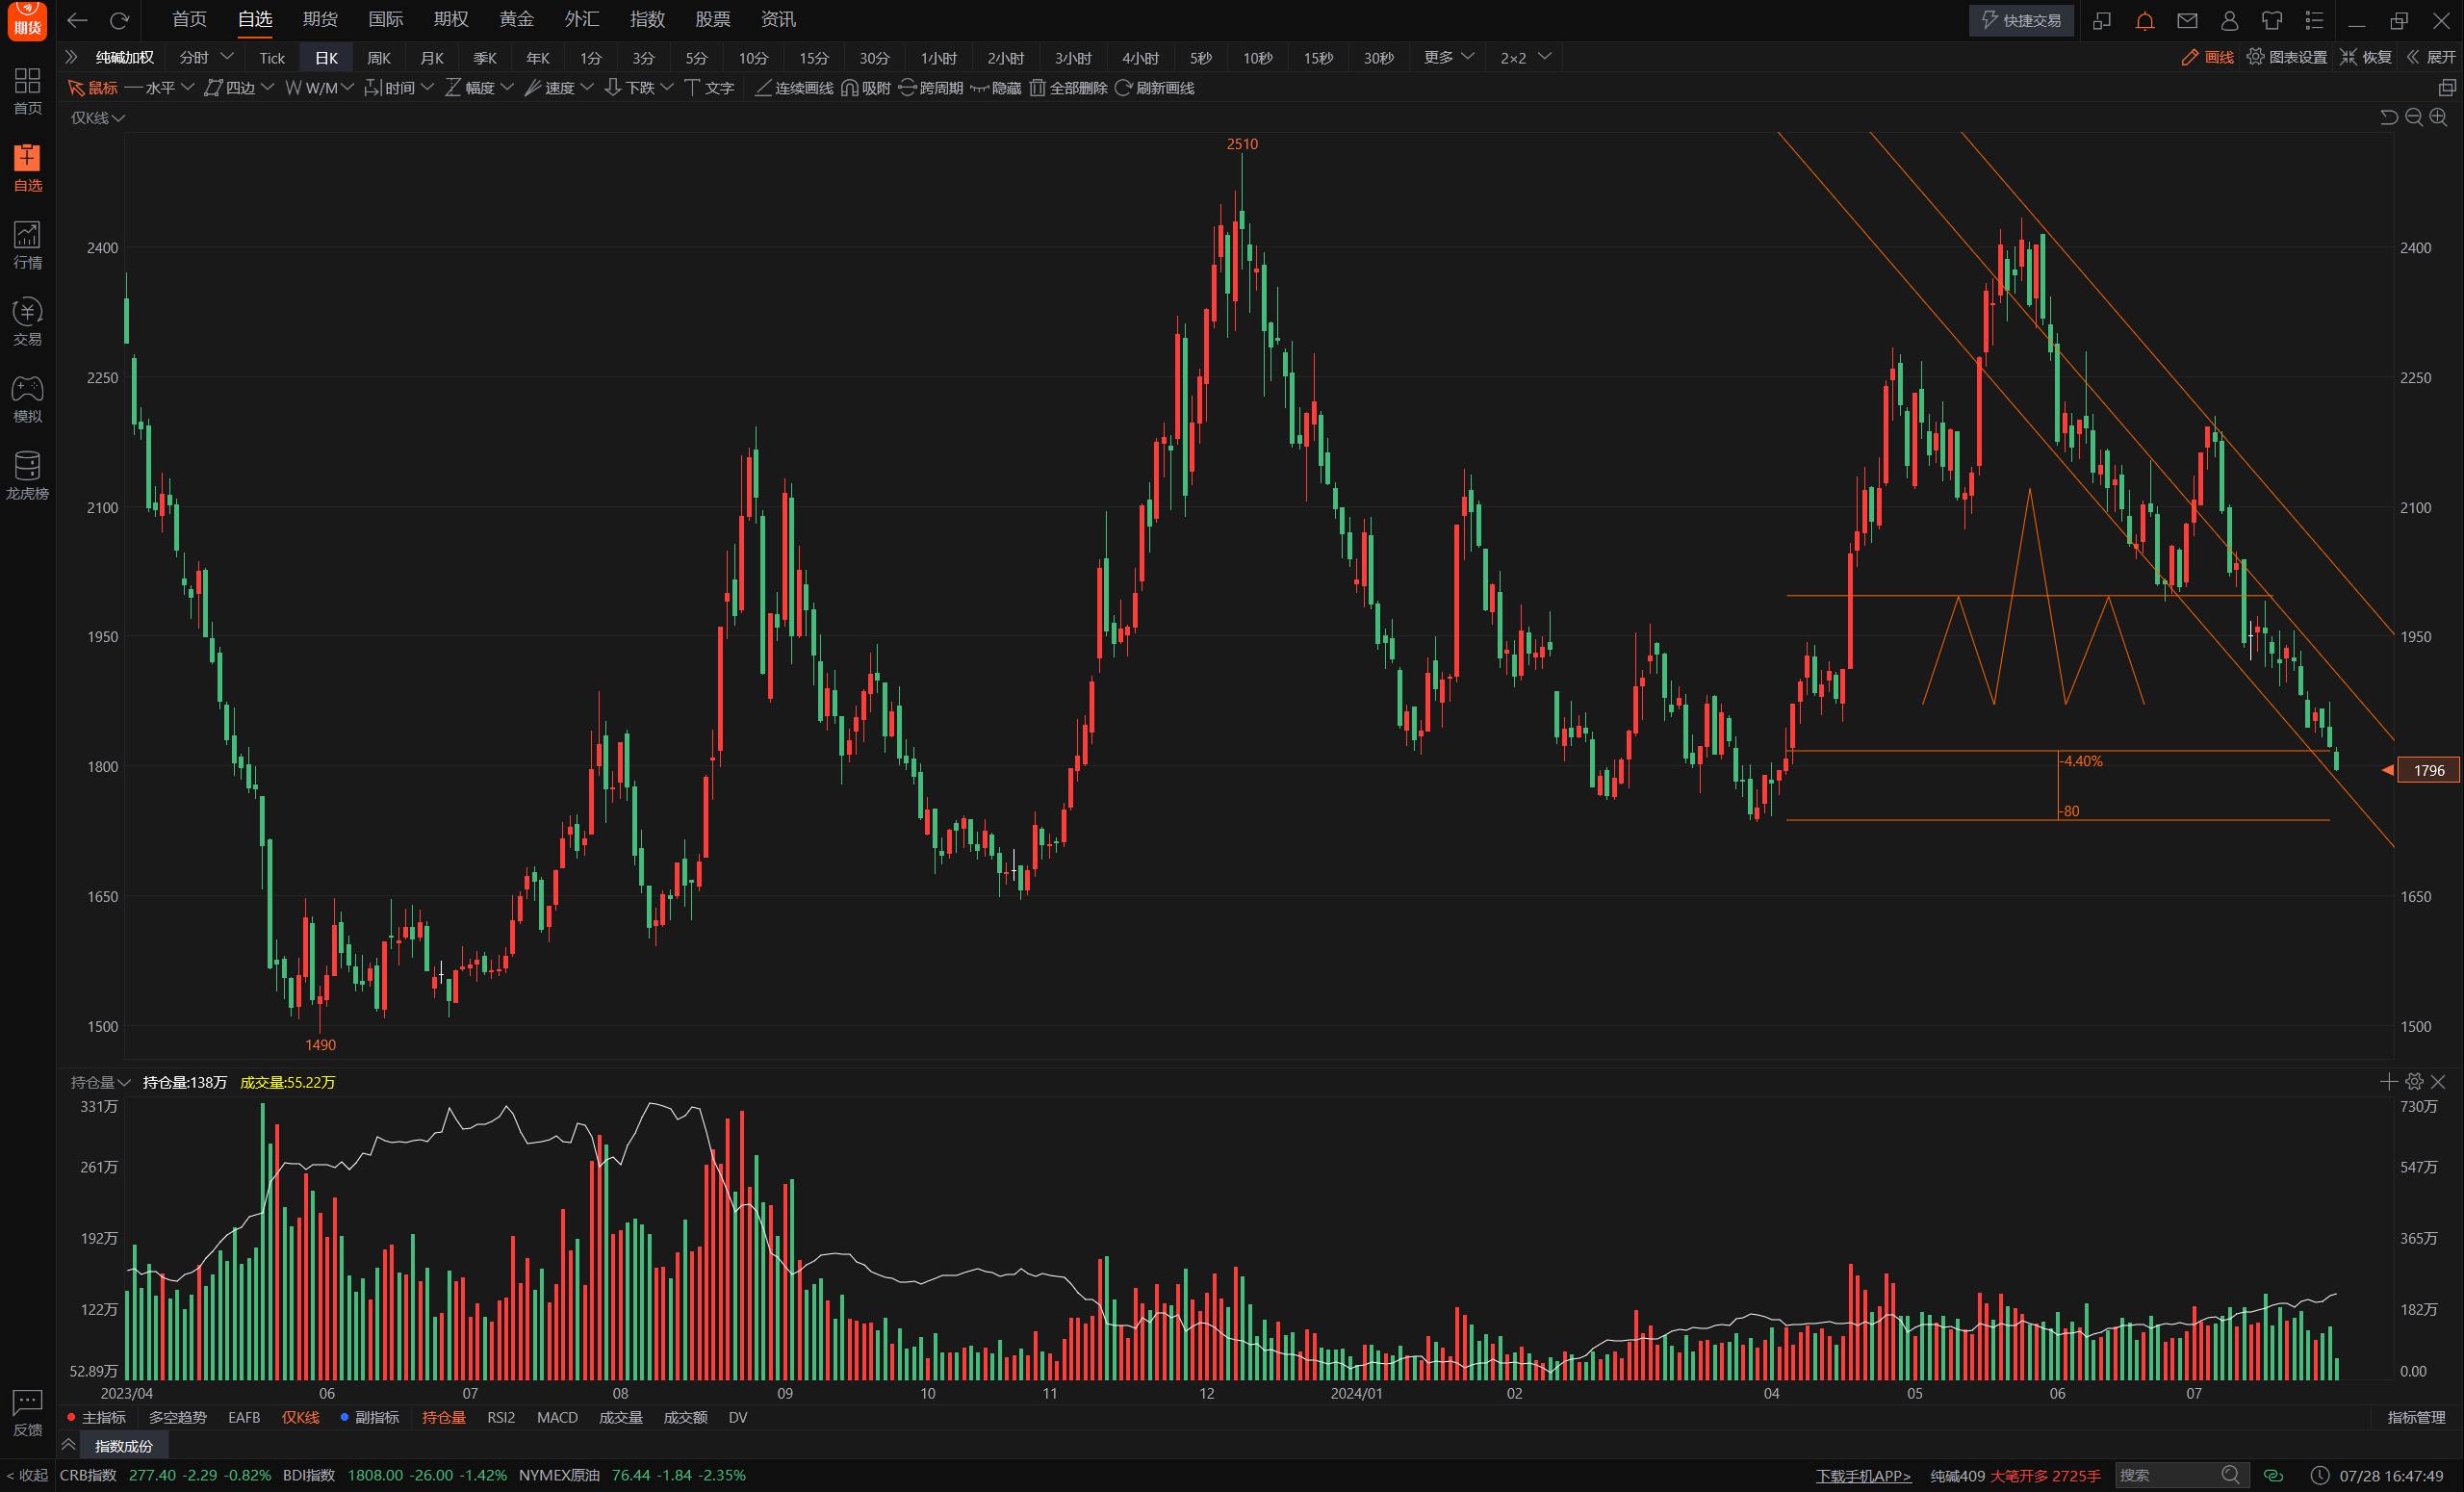 期货 首页 自选 期货 国际 期权 黄金 外汇 指数 股票 资讯 快捷交易
纯碱加权 分时 Tick 日K 周K 月K 季K 年K 1分 3分 5分 10分 15分 30分 1小时 2小时 3小时 4小时 5秒 10秒 15秒 30秒 更多 2×2 画线 图表设置 恢复 展开
鼠标 水平 四边 W/M 时间 幅度 速度 下跌 文字 连续画线 吸附 跨周期 隐藏 全部删除 刷新画线
首页
自选
行情
交易
模拟
龙虎榜
反馈
仅K线
2510
2400 2400
2250 2250
2100 2100
1950 1950
1800 1796
-4.40%
-80
1650 1650
1500 1500
1490
持仓量 持仓量:138万 成交量:55.22万
331万 730万
261万 547万
192万 365万
122万 182万
52.89万 0.00
2023/04 06 07 08 09 10 11 12 2024/01 02 04 05 06 07
主指标 多空趋势 EAFB 仅K线 副指标 持仓量 RSI2 MACD 成交量 成交额 DV 指标管理
指数成份
< 收起 CRB指数 277.40 -2.29 -0.82% BDI指数 1808.00 -26.00 -1.42% NYMEX原油 76.44 -1.84 -2.35% 下载手机APP> 纯碱409 大笔开多 2725手 搜索 07/28 16:47:49